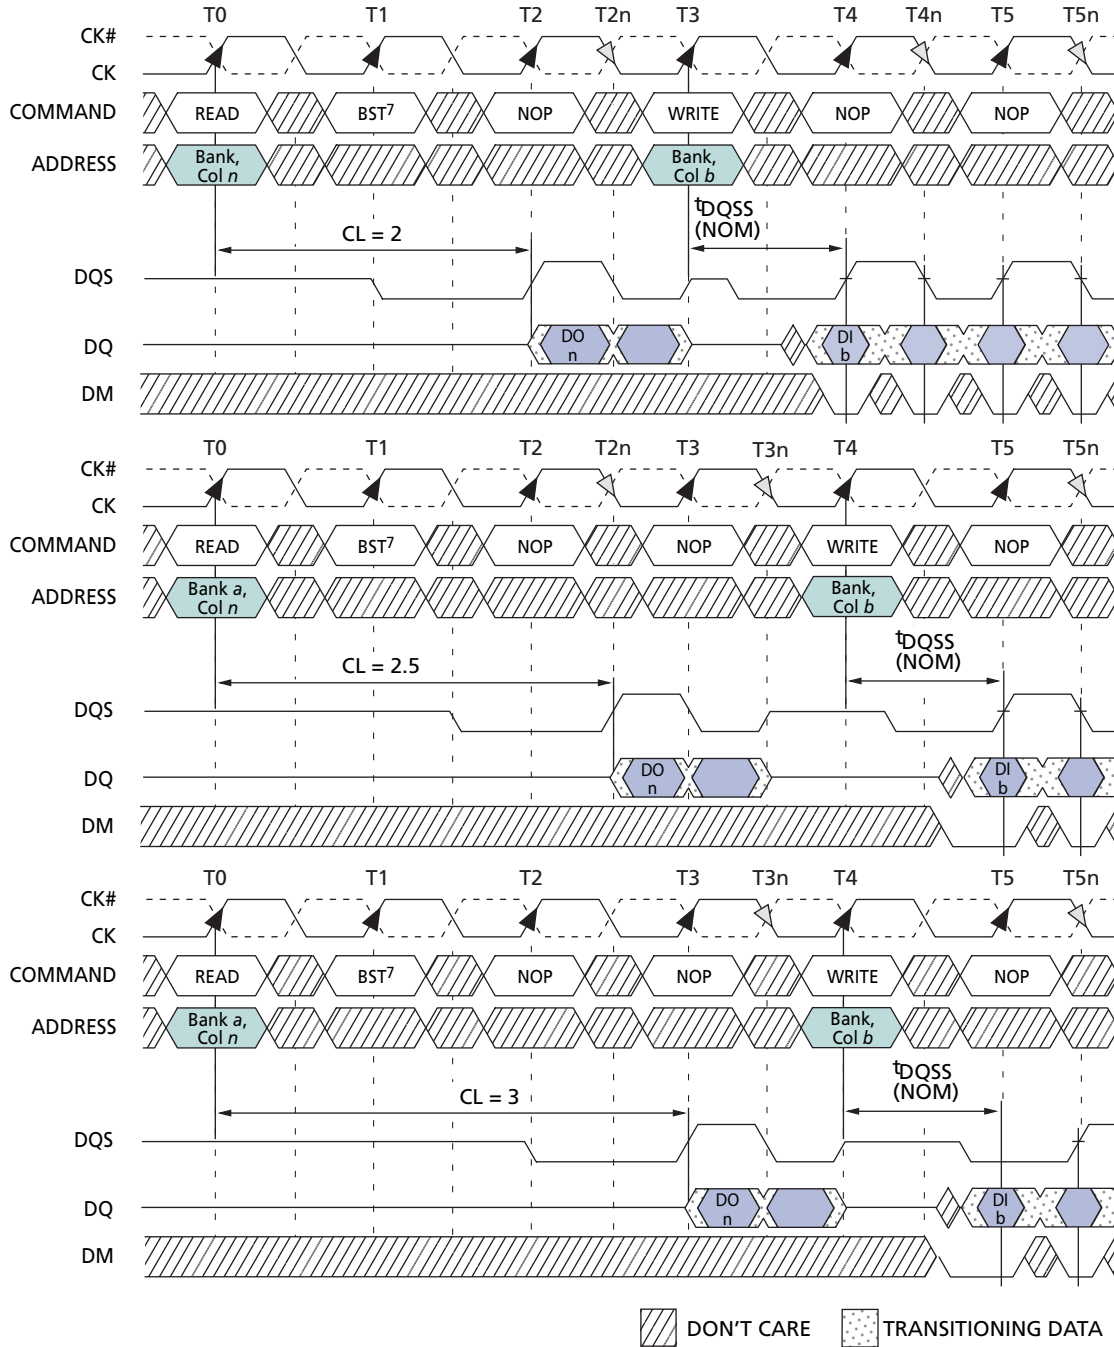 T0 T1 T2 T2n T3 T4 T4n T5 T5n
CK#
CK
COMMAND READ BST7 NOP WRITE NOP NOP
ADDRESS Bank, Col n Bank, Col b
CL = 2 tDQSS (NOM)
DQS
DQ DO n DI b
DM
T0 T1 T2 T2n T3 T3n T4 T5 T5n
CK#
CK
COMMAND READ BST7 NOP NOP WRITE NOP
ADDRESS Bank a, Col n Bank, Col b
CL = 2.5 tDQSS (NOM)
DQS
DQ DO n DI b
DM
T0 T1 T2 T3 T3n T4 T5 T5n
CK#
CK
COMMAND READ BST7 NOP NOP WRITE NOP
ADDRESS Bank a, Col n Bank, Col b
CL = 3 tDQSS (NOM)
DQS
DQ DO n DI b
DM
DON'T CARE TRANSITIONING DATA